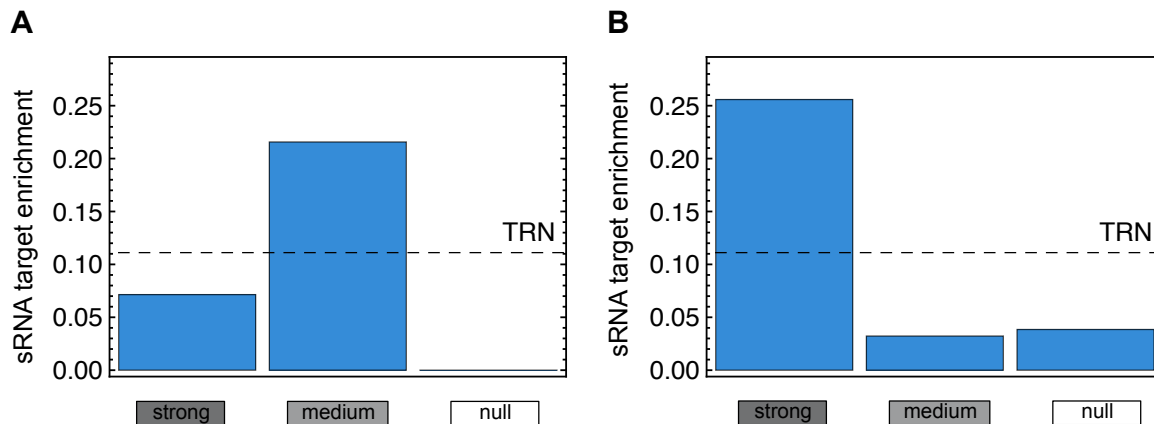 A
sRNA target enrichment
0.25
0.20
0.15
0.10
0.05
0.00
TRN
strong
medium
null
B
sRNA target enrichment
0.25
0.20
0.15
0.10
0.05
0.00
TRN
strong
medium
null